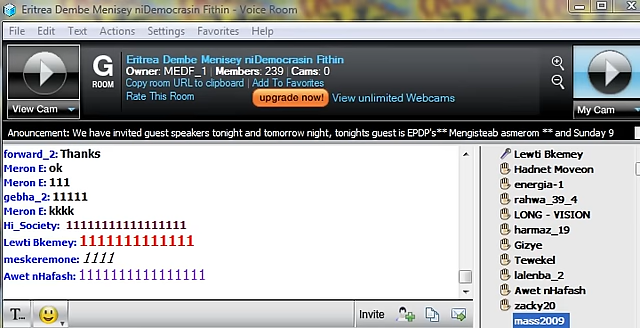 Eritrea Dembe Menisey niDemocrasin Fithin - Voice Room
File Edit Text Actions Settings Favorites Help
Eritrea Dembe Menisey niDemocrasin Fithin
Owner: MEDF_1 | Members: 239 | Cams: 0
Copy room URL to clipboard | Add To Favorites
Rate This Room
upgrade now! View unlimited Webcams
G
ROOM
View Cam
My Cam
Anouncement: We have invited guest speakers tonight and tomorrow night, tonights guest is EPDP's** Mengisteab asmerom ** and Sunday 9
forward_2: Thanks
Meron E: ok
Meron E: 111
gebha_2: 11111
Meron E: kkkk
Hi_Society: 11111111111111111
Lewti Bkemey: 1111111111111
meskeremone: 1111
Awet nHafash: 1111111111111111
T...
Invite
Lewti Bkemey
Hadnet Moveon
energia-1
rahwa_39_4
LONG - VISION
harmaz_19
Gizye
Tewekel
lalenba_2
Awet nHafash
zacky20
mass2009